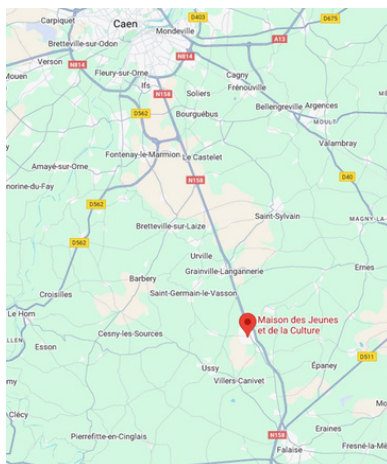 Carpiquet
Caen
D403
D675
Mondeville
Bretteville-sur-Odon
A13
Verson
N814
N814
Fleury-sur-Orne
Cagny
Mouen
Ifs
Frénouville
N158
Soliers
Bellengreville
Argences
D562
Bourguébus
MOULT
Valambray
Fontenay-le-Marmion
Le Castelet
Amayé-sur-Orne
N158
D40
norine-du-Fay
D562
Saint-Sylvain
MAGNY-LA
Bretteville-sur-Laize
D562
Urville
Grainville-Langannerie
Ernes
Barbery
Croisilles
Saint-Germain-le-Vasson
Le Hom
Maison des Jeunes
et de la Culture
Cesny-les-Sources
LLEN
Esson
D511
Ussy
Épaney
Villers-Canivet
Clécy
Eraines
N158
Pierrefitte-en-Cinglais
Fresné-la-Mè
Falaise